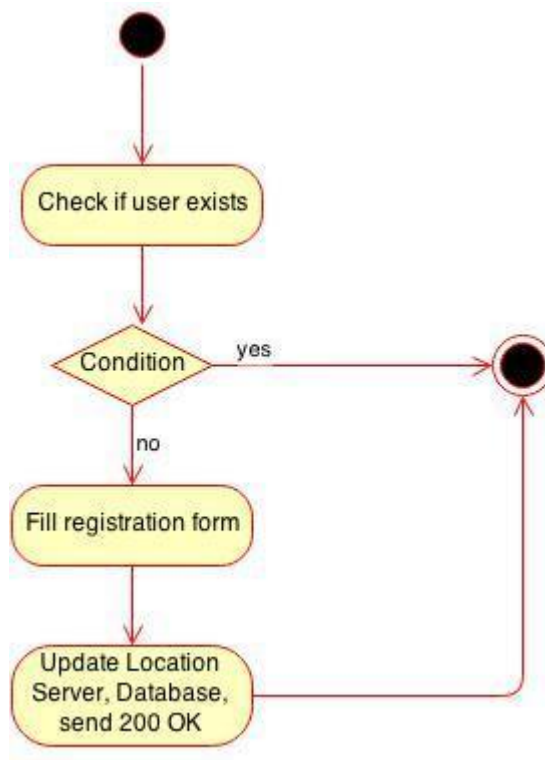 Check if user exists
Condition
yes
no
Fill registration form
Update Location
Server, Database,
send 200 OK